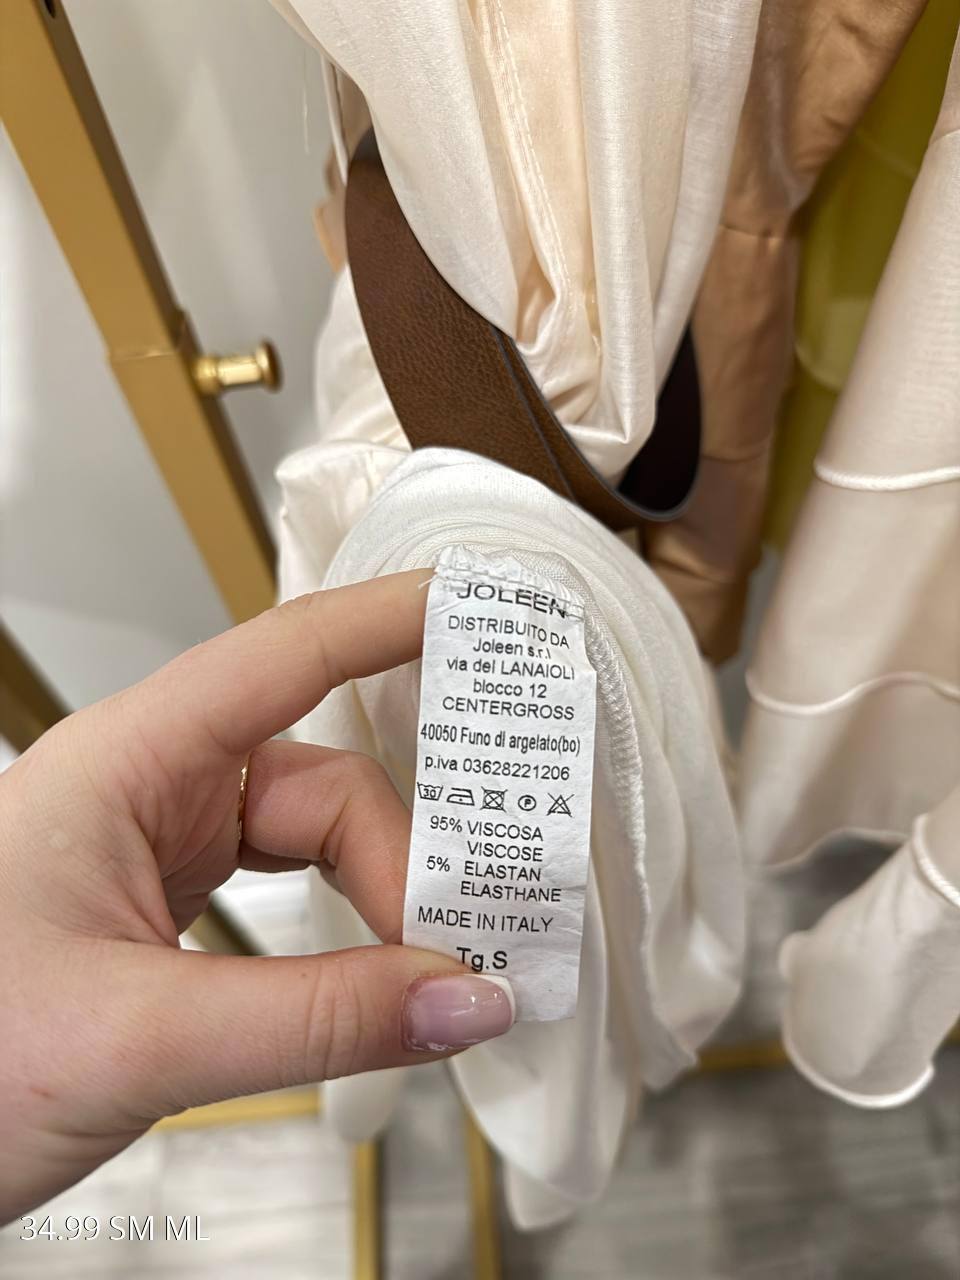 JOLEEN
DISTRIBUITO DA
Joleen s.r.l
via del LANAIOLI
blocco 12
CENTERGROSS
40050 Funo di argelato(bo)
p.iva 03628221206
30 P
95% VISCOSA
VISCOSE
5% ELASTAN
ELASTHANE
MADE IN ITALY
Tg.S
34.99 SM ML